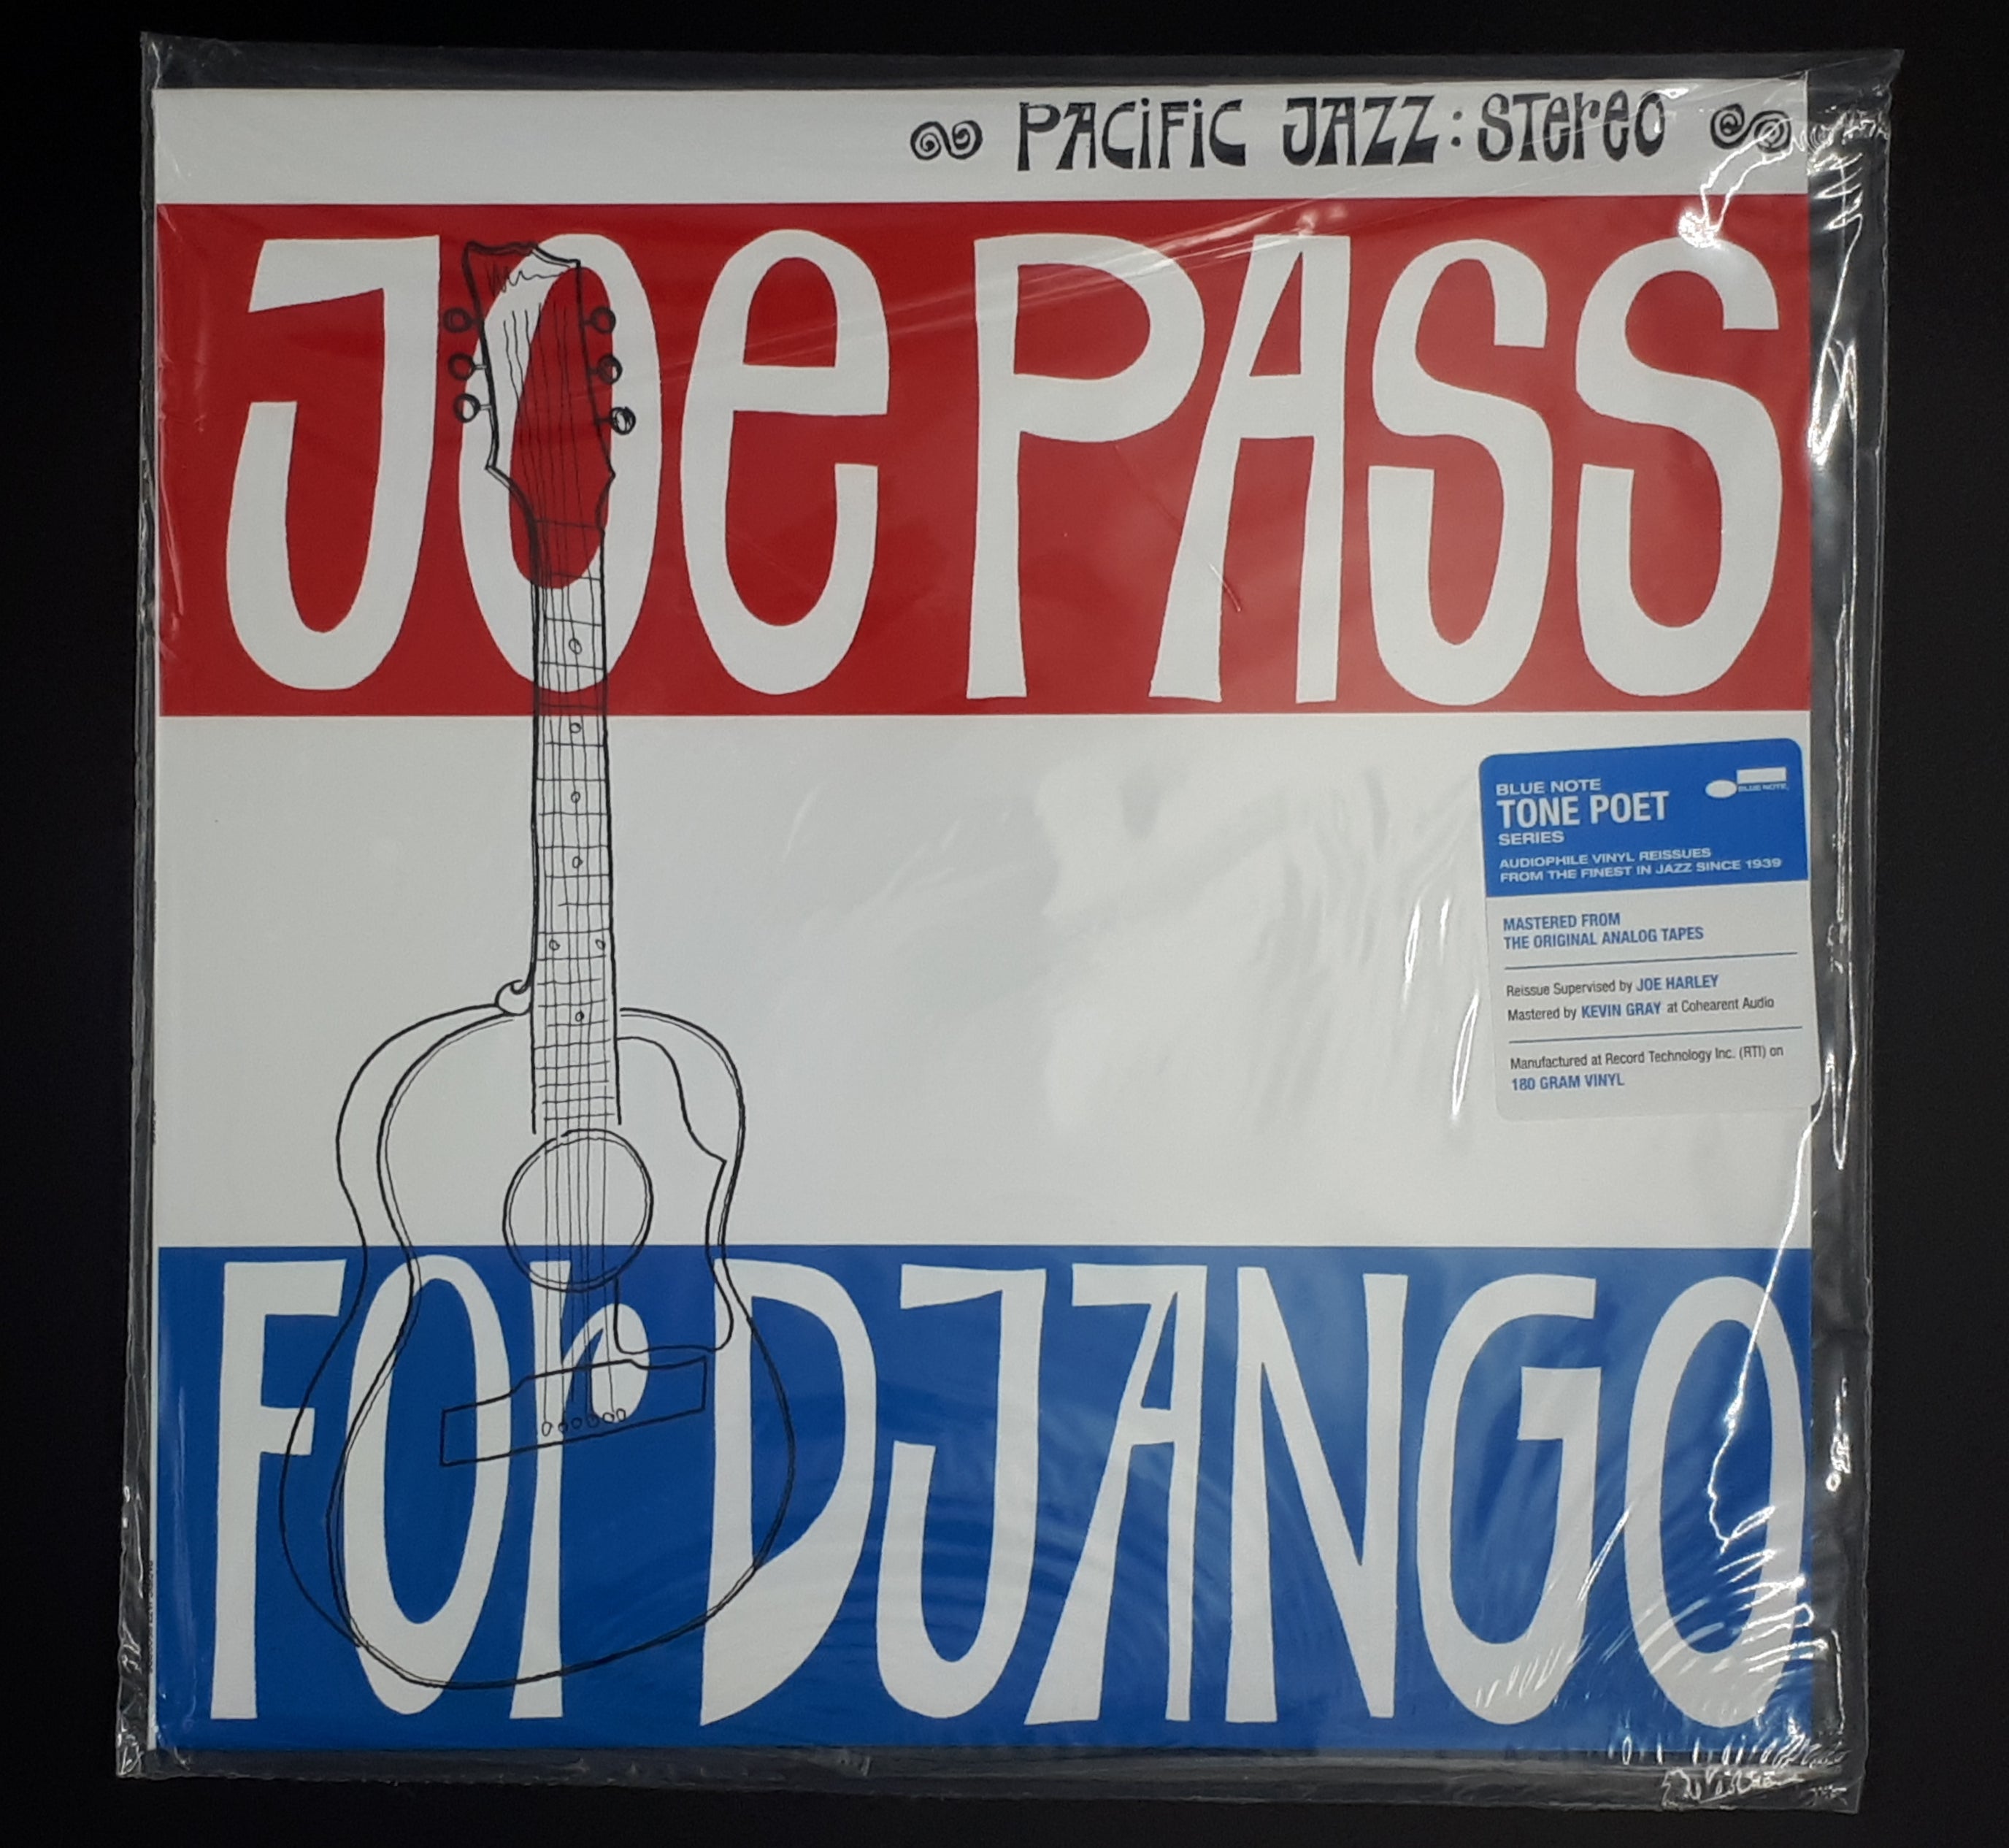 PACiFiC JAZZ : STereo
JOe PASS
BLUE NOTE
TONE POET
SERIES
BLUE NOTE
AUDIOPHILE VINYL REISSUES
FROM THE FINEST IN JAZZ SINCE 1939
MASTERED FROM
THE ORIGINAL ANALOG TAPES
Reissue Supervised by JOE HARLEY
Mastered by KEVIN GRAY at Cohearent Audio
Manufactured at Record Technology Inc. (RTI) on
180 GRAM VINYL
FOr DJANGO